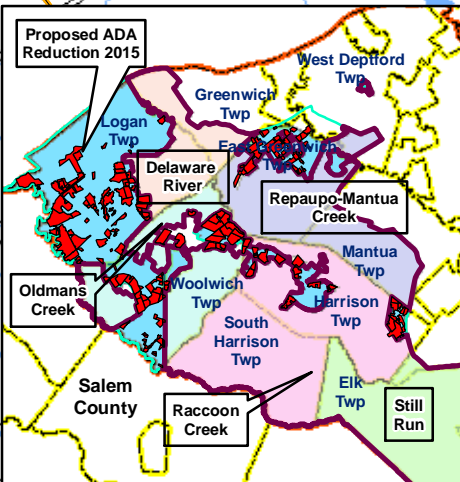 Proposed ADA
Reduction 2015
West Deptford
Twp
Greenwich
Twp
Logan
Twp
East Greenwich
Twp
Delaware
River
Repaupo-Mantua
Creek
Mantua
Twp
Oldmans
Creek
Woolwich
Twp
Harrison
Twp
South
Harrison
Twp
Salem
County
Elk
Twp
Still
Run
Raccoon
Creek